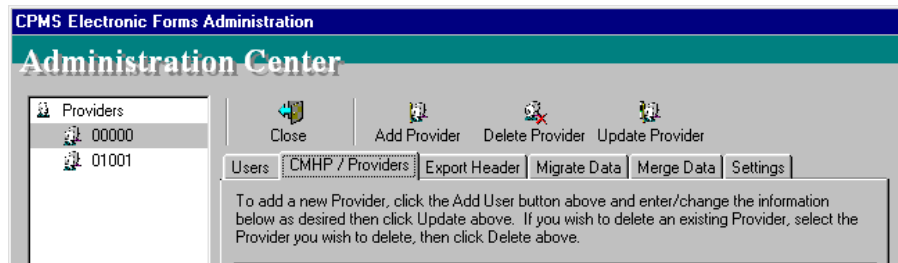 CPMS Electronic Forms Administration
Administration Center
Providers
00000
01001
Close Add Provider Delete Provider Update Provider
Users CMHP / Providers Export Header Migrate Data Merge Data Settings
To add a new Provider, click the Add User button above and enter/change the information
below as desired then click Update above. If you wish to delete an existing Provider, select the
Provider you wish to delete, then click Delete above.